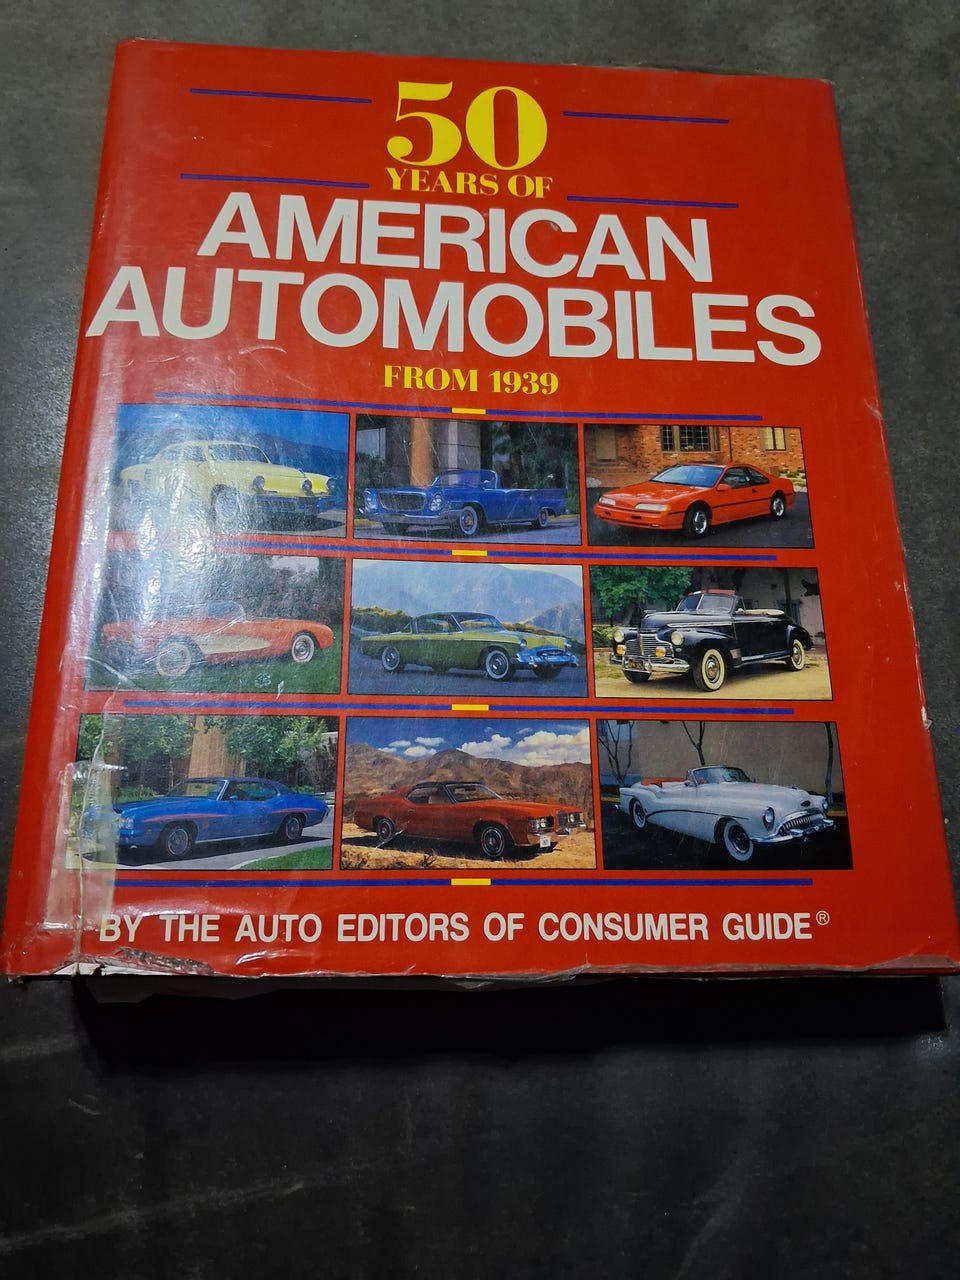 50
YEARS OF
AMERICAN
AUTOMOBILES
FROM 1939
BY THE AUTO EDITORS OF CONSUMER GUIDE®